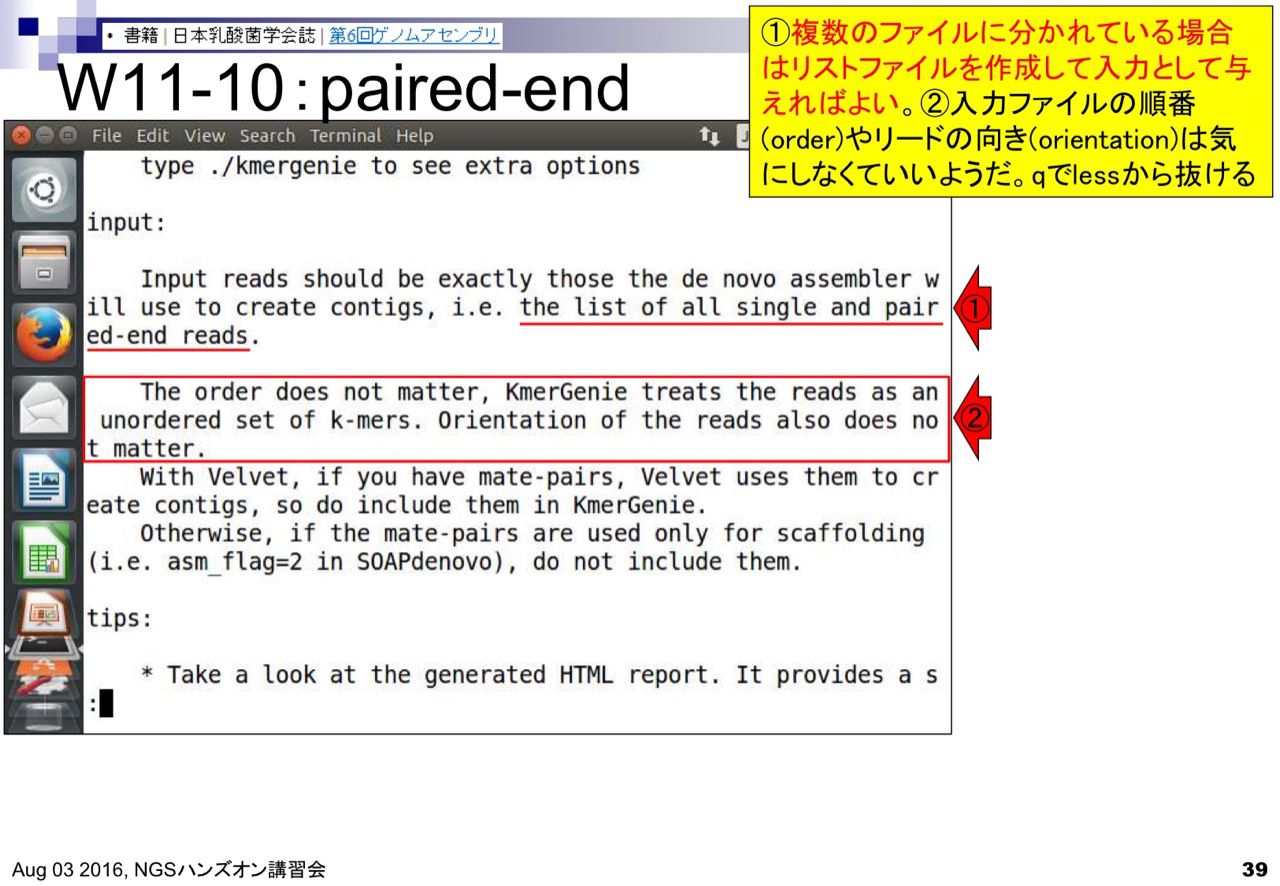 ・ 書籍 | 日本乳酸菌学会誌 | 第6回ゲノムアセンブリ
W11-10：paired-end
①複数のファイルに分かれている場合
はリストファイルを作成して入力として与
えればよい。②入力ファイルの順番
(order)やリードの向き(orientation)は気
にしなくていいようだ。qでlessから抜ける
File Edit View Search Terminal Help
type ./kmergenie to see extra options
input:
Input reads should be exactly those the de novo assembler w
ill use to create contigs, i.e. the list of all single and pair
ed-end reads.
①
The order does not matter, KmerGenie treats the reads as an
unordered set of k-mers. Orientation of the reads also does no
t matter.
②
With Velvet, if you have mate-pairs, Velvet uses them to cr
eate contigs, so do include them in KmerGenie.
Otherwise, if the mate-pairs are used only for scaffolding
(i.e. asm_flag=2 in SOAPdenovo), do not include them.
tips:
* Take a look at the generated HTML report. It provides a s
:
Aug 03 2016, NGSハンズオン講習会
39